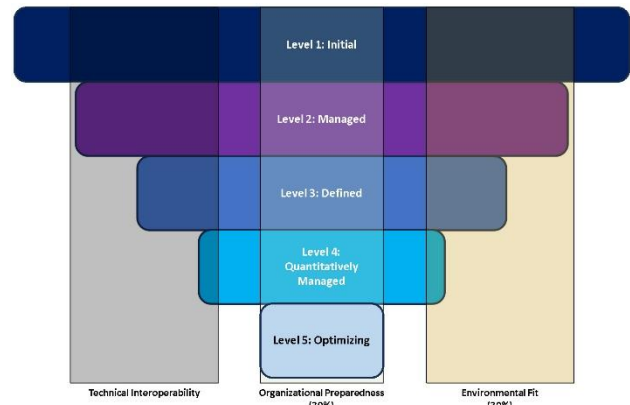 Level 1: Initial
Level 2: Managed
Level 3: Defined
Level 4:
Quantitatively
Managed
Level 5: Optimizing
Technical Interoperability
Organizational Preparedness
Environmental Fit